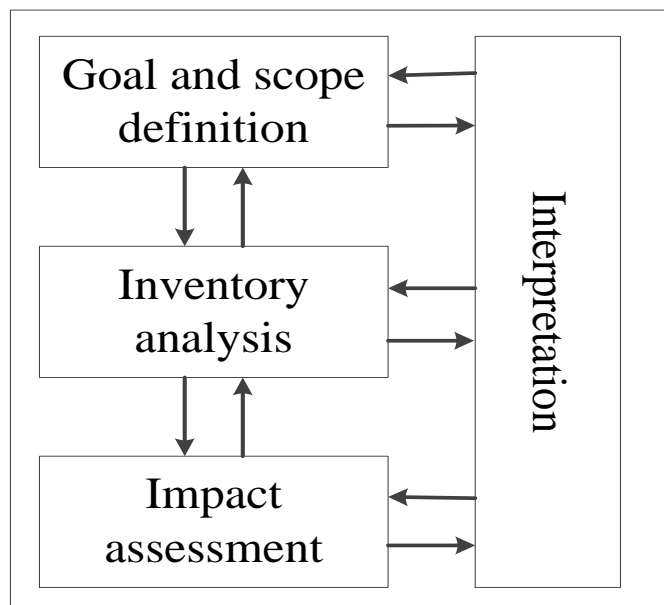 Goal and scope
definition
Inventory
analysis
Impact
assessment
Interpretation